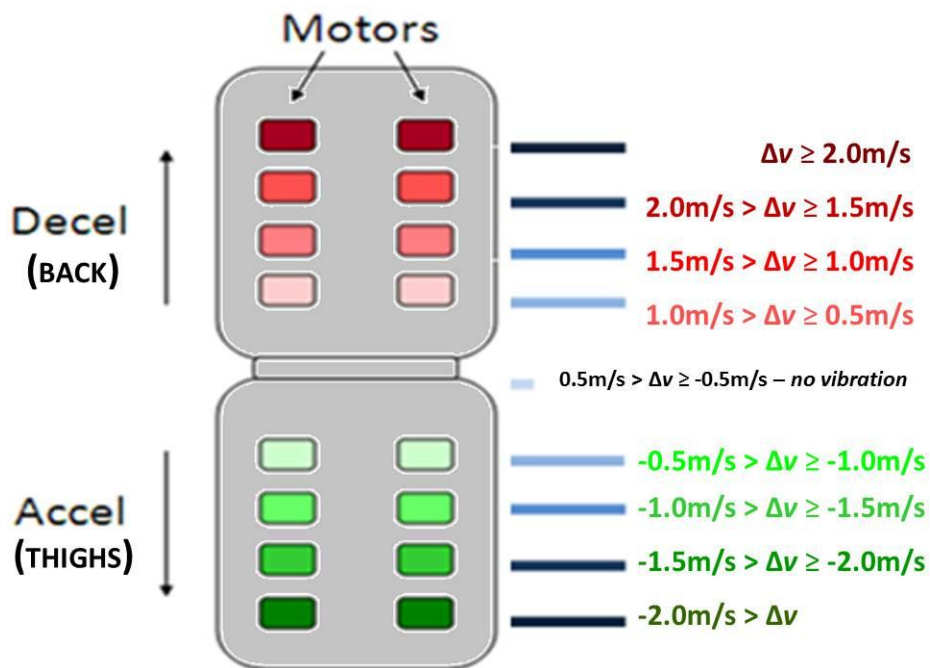 Motors
Decel
(BACK)
Δv ≥ 2.0m/s
2.0m/s > Δv ≥ 1.5m/s
1.5m/s > Δv ≥ 1.0m/s
1.0m/s > Δv ≥ 0.5m/s
0.5m/s > Δv ≥ -0.5m/s – no vibration
Accel
(THIGHS)
-0.5m/s > Δv ≥ -1.0m/s
-1.0m/s > Δv ≥ -1.5m/s
-1.5m/s > Δv ≥ -2.0m/s
-2.0m/s > Δv